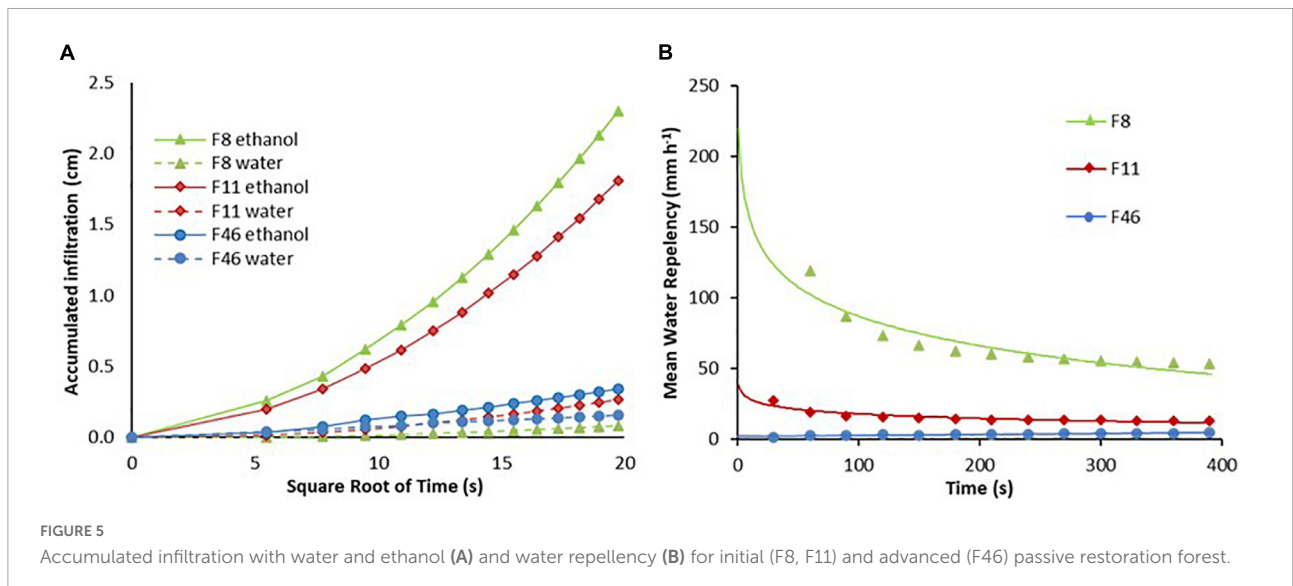 A
2.5
2.0
1.5
1.0
0.5
0.0
Accumulated infiltration (cm)
F8 ethanol
F8 water
F11 ethanol
F11 water
F46 ethanol
F46 water
0
5
10
15
20
Square Root of Time (s)
B
250
200
150
100
50
0
Mean Water Repelency (mm h-1)
F8
F11
F46
0
100
200
300
400
Time (s)
FIGURE 5
Accumulated infiltration with water and ethanol (A) and water repellency (B) for initial (F8, F11) and advanced (F46) passive restoration forest.